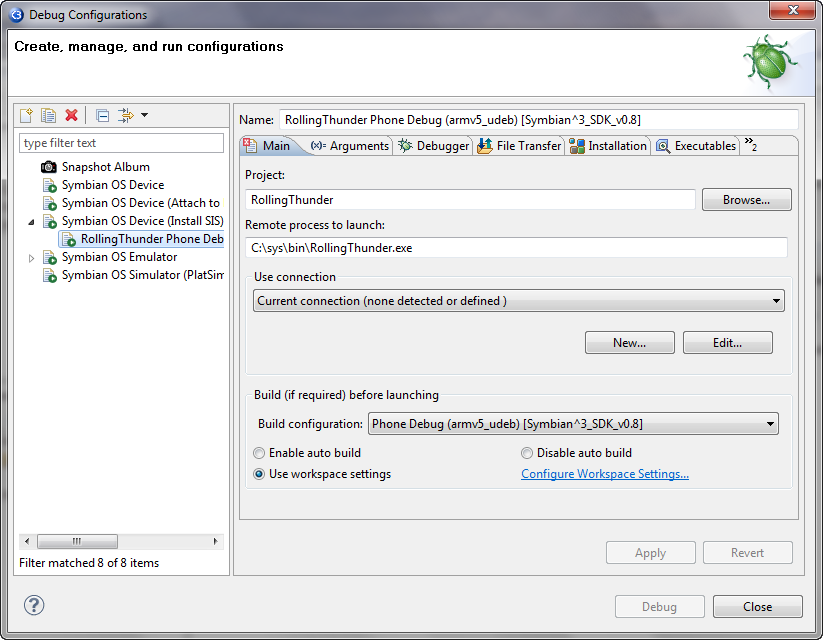 Debug Configurations
Create, manage, and run configurations
type filter text
Snapshot Album
Symbian OS Device
Symbian OS Device (Attach to
Symbian OS Device (Install SIS)
RollingThunder Phone Deb
Symbian OS Emulator
Symbian OS Simulator (PlatSim
Filter matched 8 of 8 items
Name: RollingThunder Phone Debug (armv5_udeb) [Symbian^3_SDK_v0.8]
Main (x)= Arguments Debugger File Transfer Installation Executables »2
Project:
RollingThunder Browse...
Remote process to launch:
C:\sys\bin\RollingThunder.exe
Use connection
Current connection (none detected or defined )
New... Edit...
Build (if required) before launching
Build configuration: Phone Debug (armv5_udeb) [Symbian^3_SDK_v0.8]
Enable auto build Disable auto build
Use workspace settings Configure Workspace Settings...
Apply Revert
? Debug Close